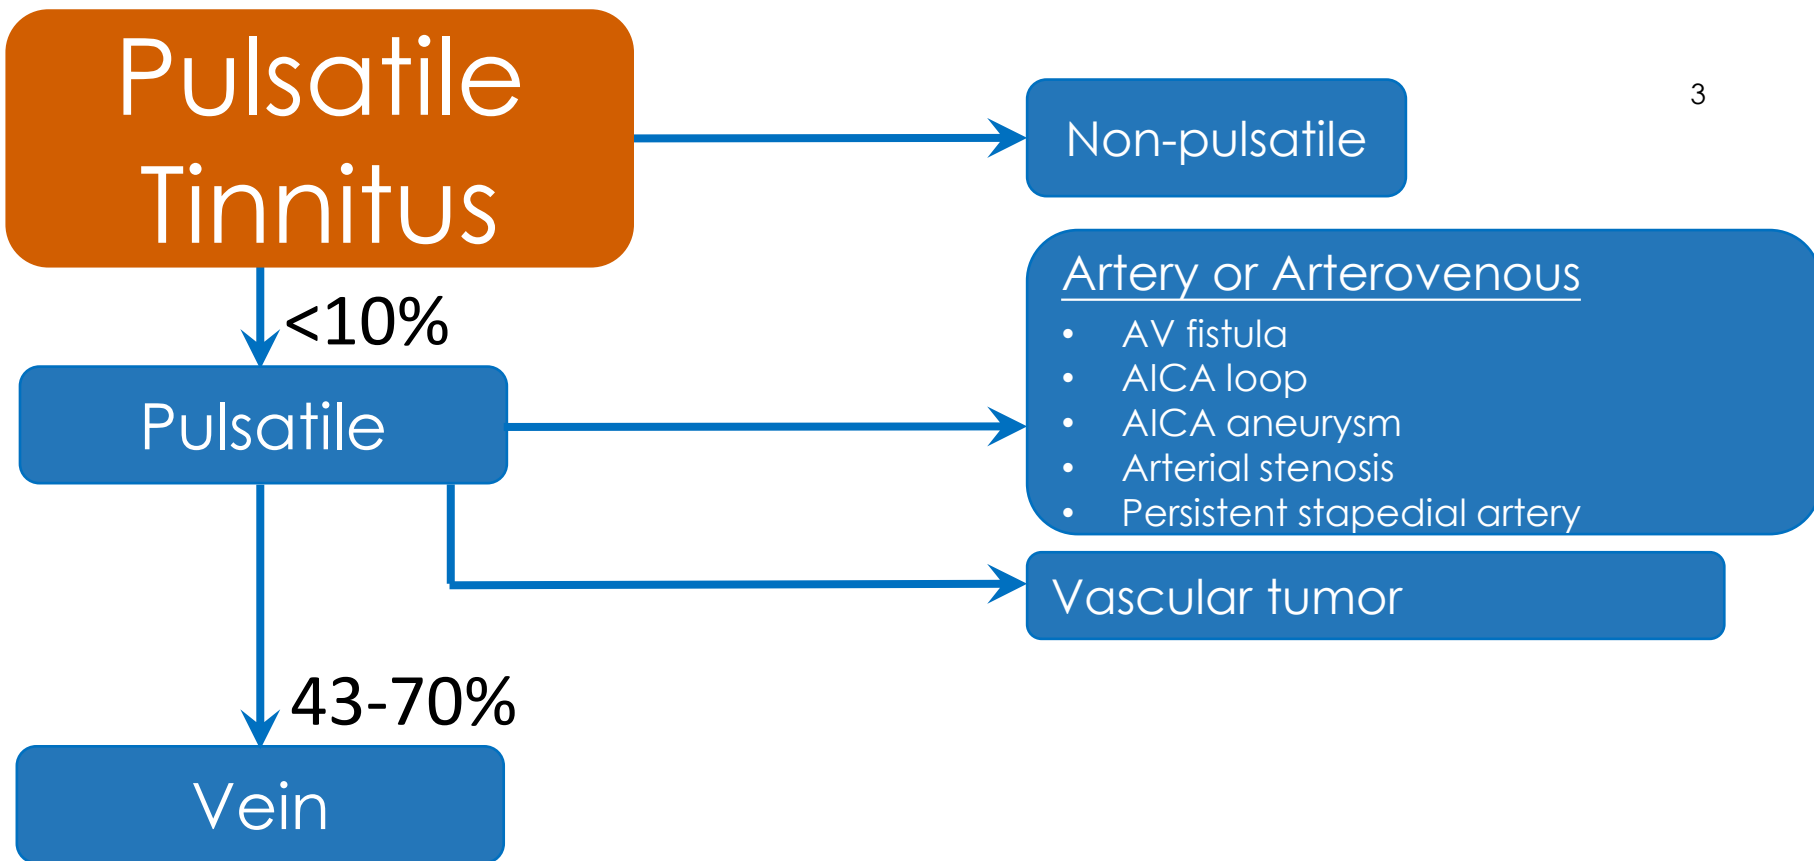 Pulsatile
Tinnitus
3
Non-pulsatile
<10%
Pulsatile
Artery or Arterovenous
• AV fistula
• AICA loop
• AICA aneurysm
• Arterial stenosis
• Persistent stapedial artery
Vascular tumor
43-70%
Vein